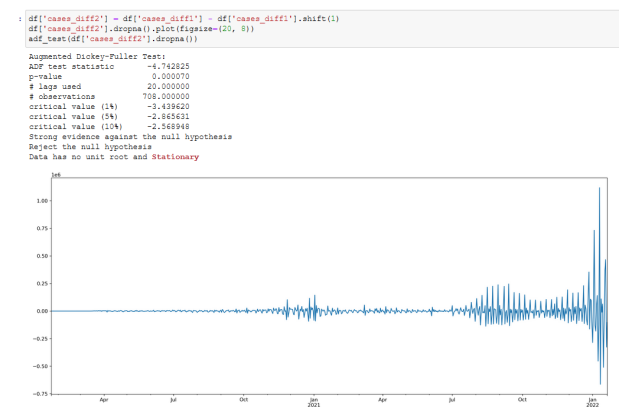 : df['cases_diff2'] = df['cases_diff1'] - df['cases_diff1'].shift(1)
df['cases_diff2'].dropna().plot(figsize=(20, 8))
adf_test(df['cases_diff2'].dropna())
Augmented Dickey-Fuller Test:
ADF test statistic -4.742825
p-value 0.000070
# lags used 20.000000
# observations 708.000000
critical value (1%) -3.439620
critical value (5%) -2.865631
critical value (10%) -2.568948
Strong evidence against the null hypothesis
Reject the null hypothesis
Data has no unit root and Stationary
1e6
1.00
0.75
0.50
0.25
0.00
−0.25
−0.50
−0.75
Apr Jul Oct Jan Apr Jul Oct Jan
2021 2022